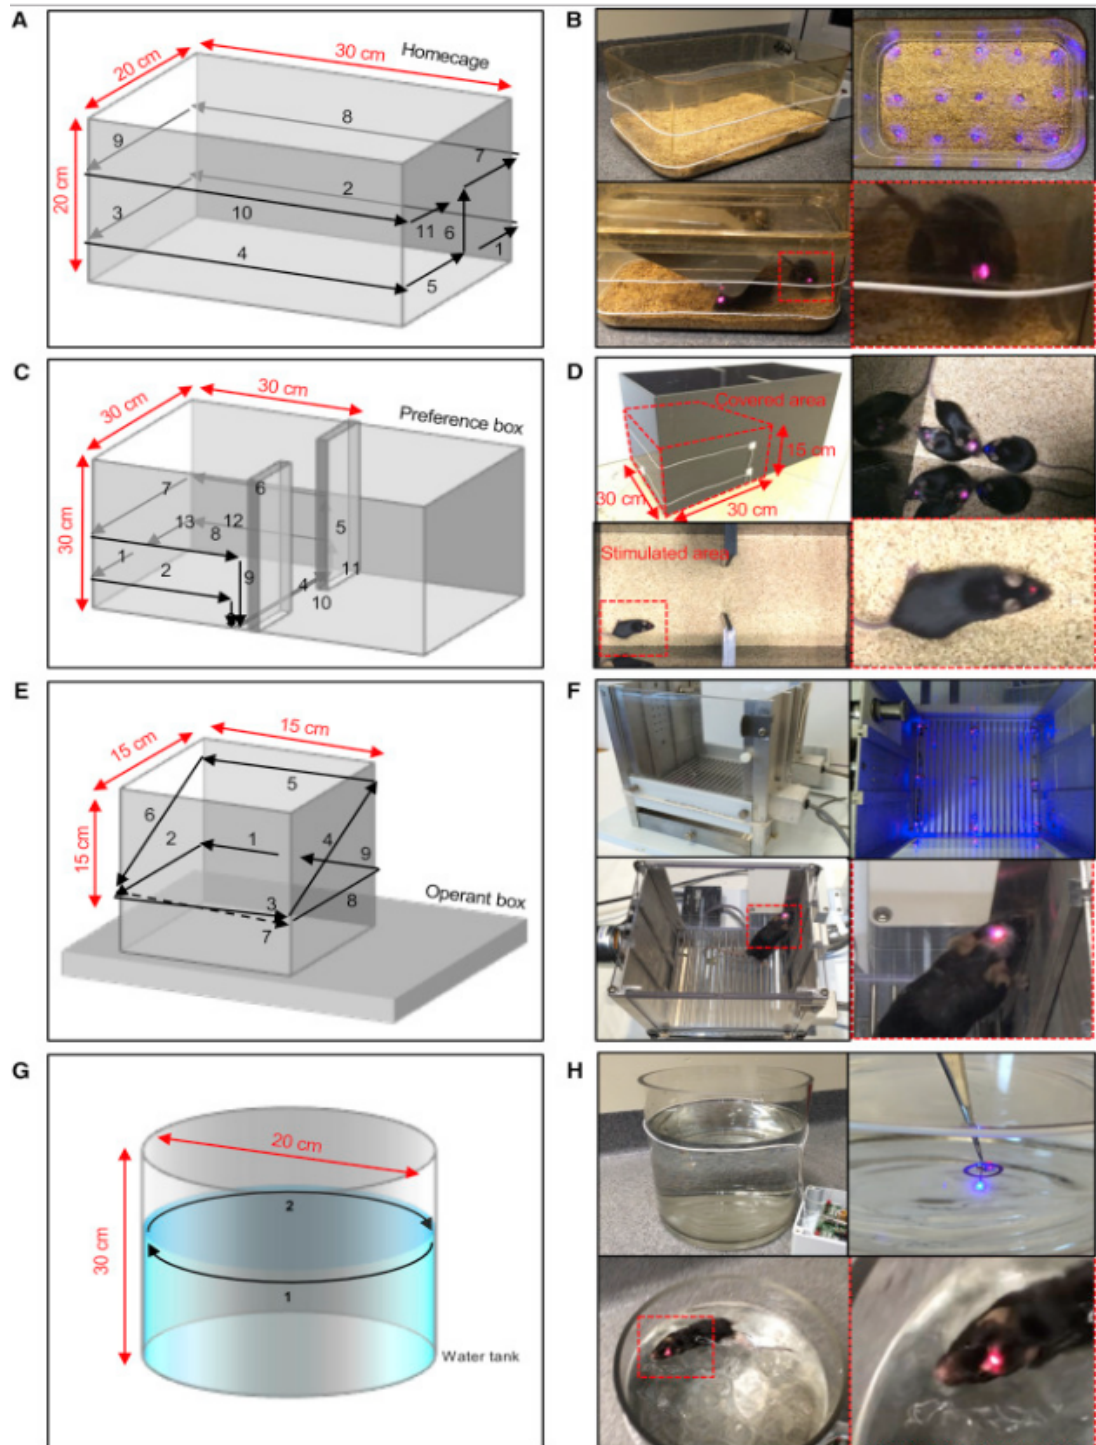 A
20 cm
30 cm
Homecage
20 cm
8
9
7
2
3
10
11
6
1
4
5
B
C
30 cm
30 cm
Preference box
30 cm
7
6
13
12
8
5
1
2
9
4
11
10
D
Covered area
15 cm
30 cm
30 cm
Stimulated area
E
15 cm
15 cm
15 cm
5
6
2
1
4
9
3
8
7
Operant box
F
G
20 cm
30 cm
2
1
Water tank
H